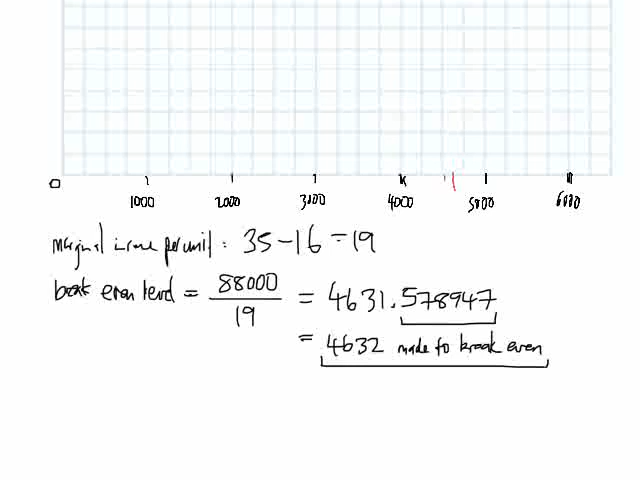 0 1000 2000 3000 4000 5000 6000
marginal income per unit : 35 - 16 = 19
break even level = 88000 / 19 = 4631.578947
= 4632 made to break even